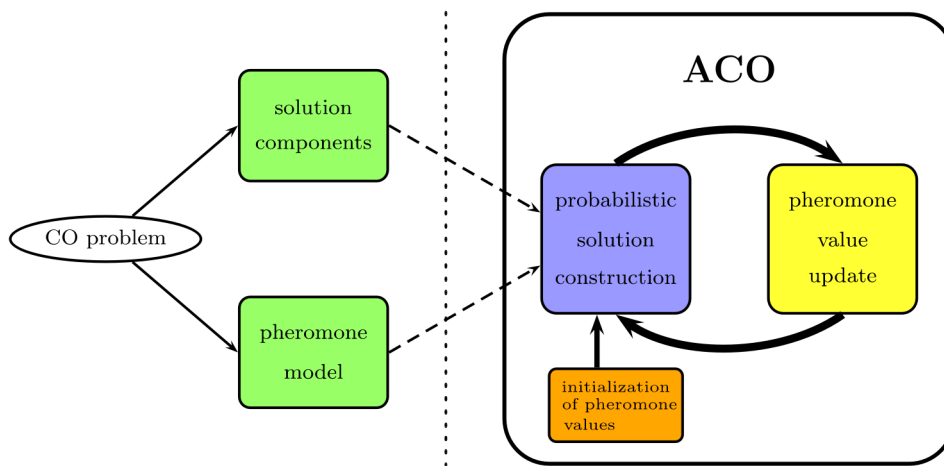 solution
components
CO problem
pheromone
model
ACO
probabilistic
solution
construction
pheromone
value
update
initialization
of pheromone
values